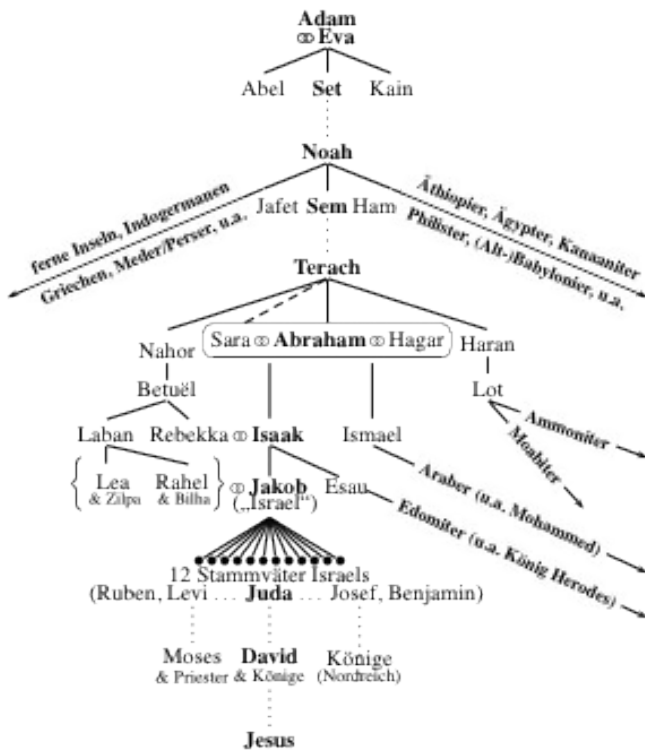 Adam
∞ Eva
Abel Set Kain
Noah
ferne Inseln, Indogermanen
Griechen, Meder/Perser, u.a.
Jafet Sem Ham
Äthiopier, Ägypter, Kanaaniter
Philister, (Alt-)Babylonier, u.a.
Terach
Nahor
Sara ∞ Abraham ∞ Hagar
Haran
Betuël
Lot
Laban Rebekka ∞ Isaak Ismael
Ammoniter
Moabiter
{ Lea Rahel } ∞ Jakob Esau
& Zilpa & Bilha („Israel“)
Araber (u.a. Mohammed)
Edomiter (u.a. König Herodes)
12 Stammväter Israels
(Ruben, Levi ... Juda ... Josef, Benjamin)
Moses David Könige
& Priester & Könige (Nordreich)
Jesus